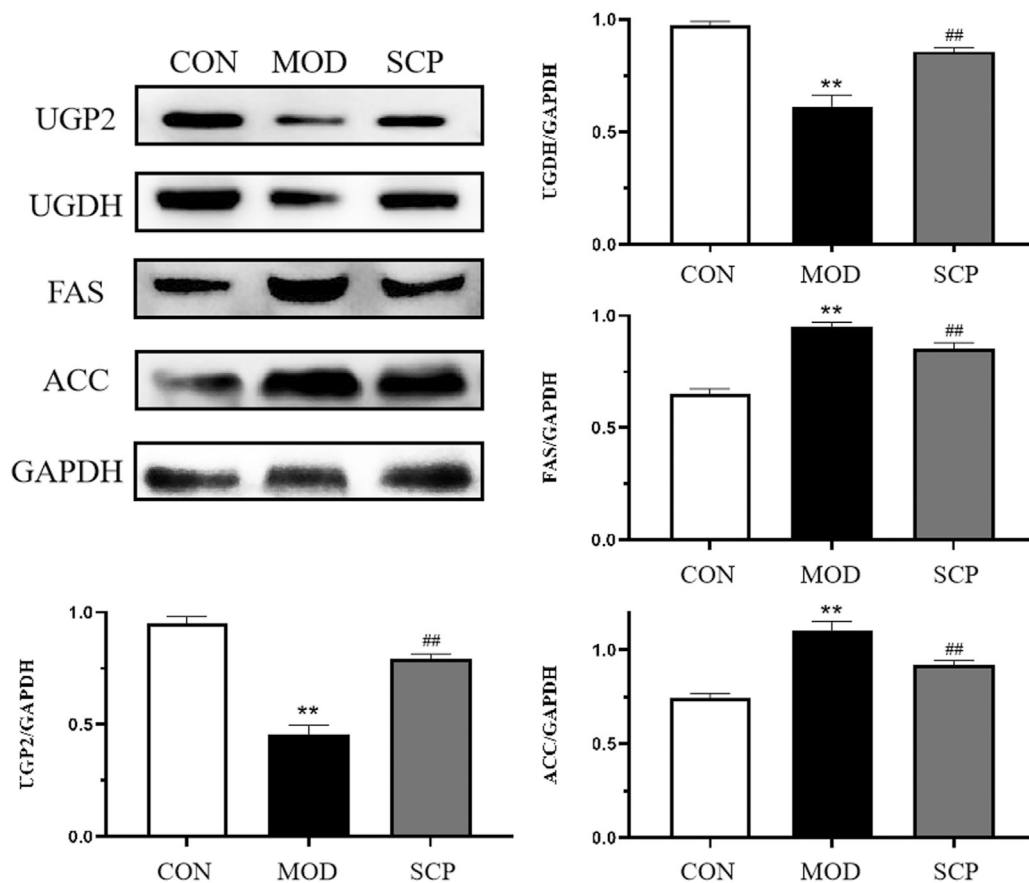 CON MOD SCP
UGP2
UGDH
FAS
ACC
GAPDH
UGDH/GAPDH
1.0
0.5
0.0
**
##
CON MOD SCP
FAS/GAPDH
1.0
0.5
0.0
**
##
CON MOD SCP
UGP2/GAPDH
1.0
0.5
0.0
**
##
CON MOD SCP
ACC/GAPDH
1.0
0.5
0.0
**
##
CON MOD SCP